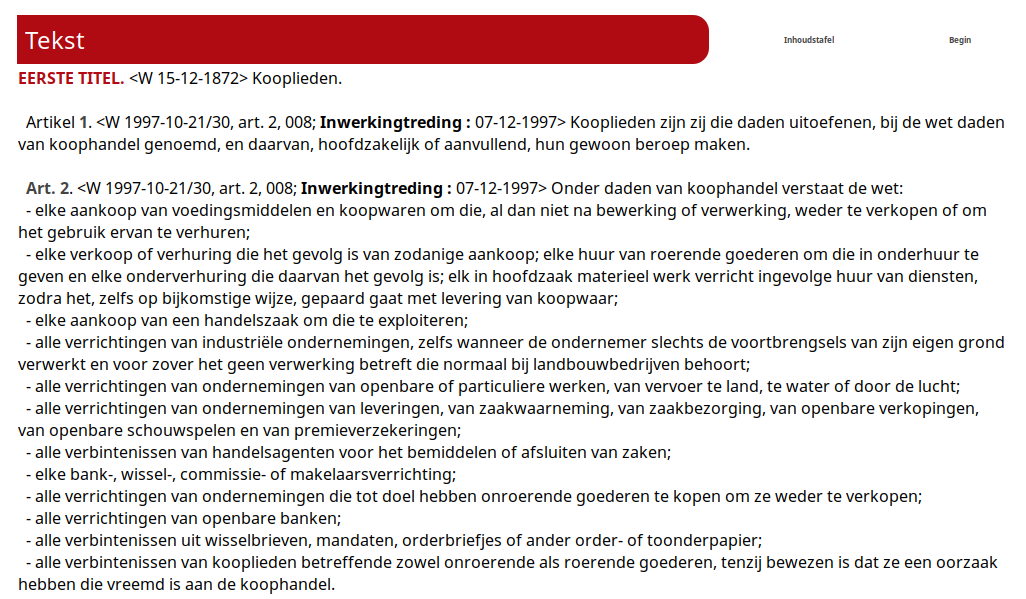 Tekst
Inhoudstafel
Begin
EERSTE TITEL. <W 15-12-1872> Kooplieden.
Artikel 1. <W 1997-10-21/30, art. 2, 008; Inwerkingtreding : 07-12-1997> Kooplieden zijn zij die daden uitoefenen, bij de wet daden
van koophandel genoemd, en daarvan, hoofdzakelijk of aanvullend, hun gewoon beroep maken.
Art. 2. <W 1997-10-21/30, art. 2, 008; Inwerkingtreding : 07-12-1997> Onder daden van koophandel verstaat de wet:
- elke aankoop van voedingsmiddelen en koopwaren om die, al dan niet na bewerking of verwerking, weder te verkopen of om
het gebruik ervan te verhuren;
- elke verkoop of verhuring die het gevolg is van zodanige aankoop; elke huur van roerende goederen om die in onderhuur te
geven en elke onderverhuring die daarvan het gevolg is; elk in hoofdzaak materieel werk verricht ingevolge huur van diensten,
zodra het, zelfs op bijkomstige wijze, gepaard gaat met levering van koopwaar;
- elke aankoop van een handelszaak om die te exploiteren;
- alle verrichtingen van industriële ondernemingen, zelfs wanneer de ondernemer slechts de voortbrengsels van zijn eigen grond
verwerkt en voor zover het geen verwerking betreft die normaal bij landbouwbedrijven behoort;
- alle verrichtingen van ondernemingen van openbare of particuliere werken, van vervoer te land, te water of door de lucht;
- alle verrichtingen van ondernemingen van leveringen, van zaakwaarneming, van zaakbezorging, van openbare verkopingen,
van openbare schouwspelen en van premieverzekeringen;
- alle verbintenissen van handelsagenten voor het bemiddelen of afsluiten van zaken;
- elke bank-, wissel-, commissie- of makelaarsverrichting;
- alle verrichtingen van ondernemingen die tot doel hebben onroerende goederen te kopen om ze weder te verkopen;
- alle verrichtingen van openbare banken;
- alle verbintenissen uit wisselbrieven, mandaten, orderbriefjes of ander order- of toonderpapier;
- alle verbintenissen van kooplieden betreffende zowel onroerende als roerende goederen, tenzij bewezen is dat ze een oorzaak
hebben die vreemd is aan de koophandel.